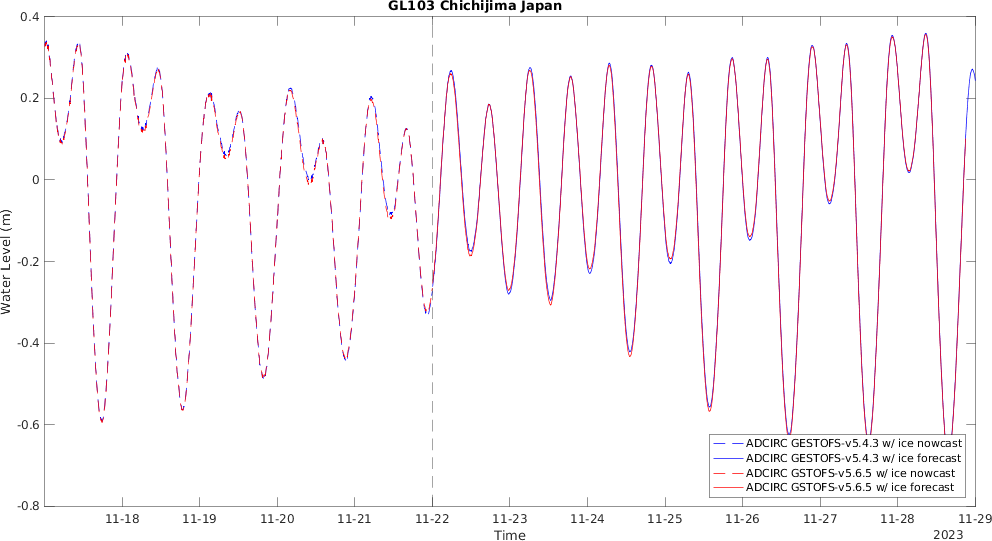 GL103 Chichijima Japan
0.4
0.2
0
-0.2
-0.4
-0.6
-0.8
Water Level (m)
ADCIRC GESTOFS-v5.4.3 w/ ice nowcast
ADCIRC GESTOFS-v5.4.3 w/ ice forecast
ADCIRC GSTOFS-v5.6.5 w/ ice nowcast
ADCIRC GSTOFS-v5.6.5 w/ ice forecast
11-18 11-19 11-20 11-21 11-22 11-23 11-24 11-25 11-26 11-27 11-28 11-29
Time
2023